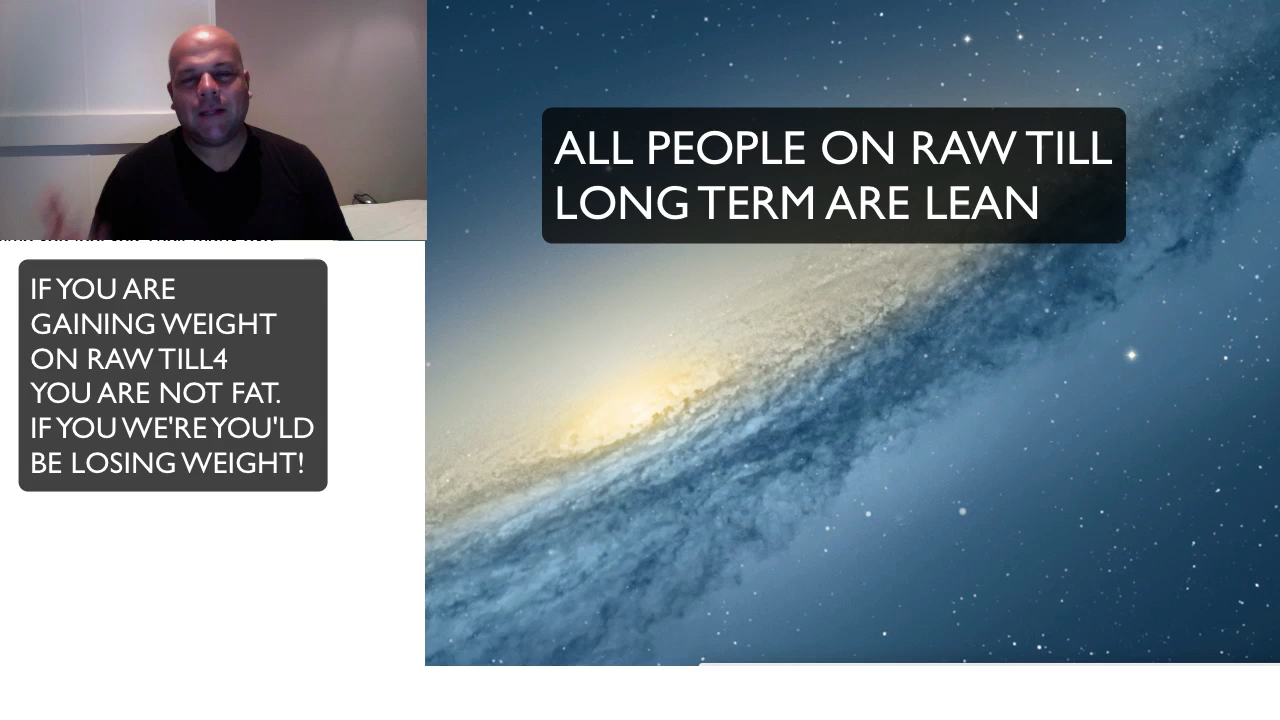 ALL PEOPLE ON RAW TILL
LONG TERM ARE LEAN
IF YOU ARE
GAINING WEIGHT
ON RAW TILL4
YOU ARE NOT FAT.
IF YOU WE'RE YOU'LD
BE LOSING WEIGHT!